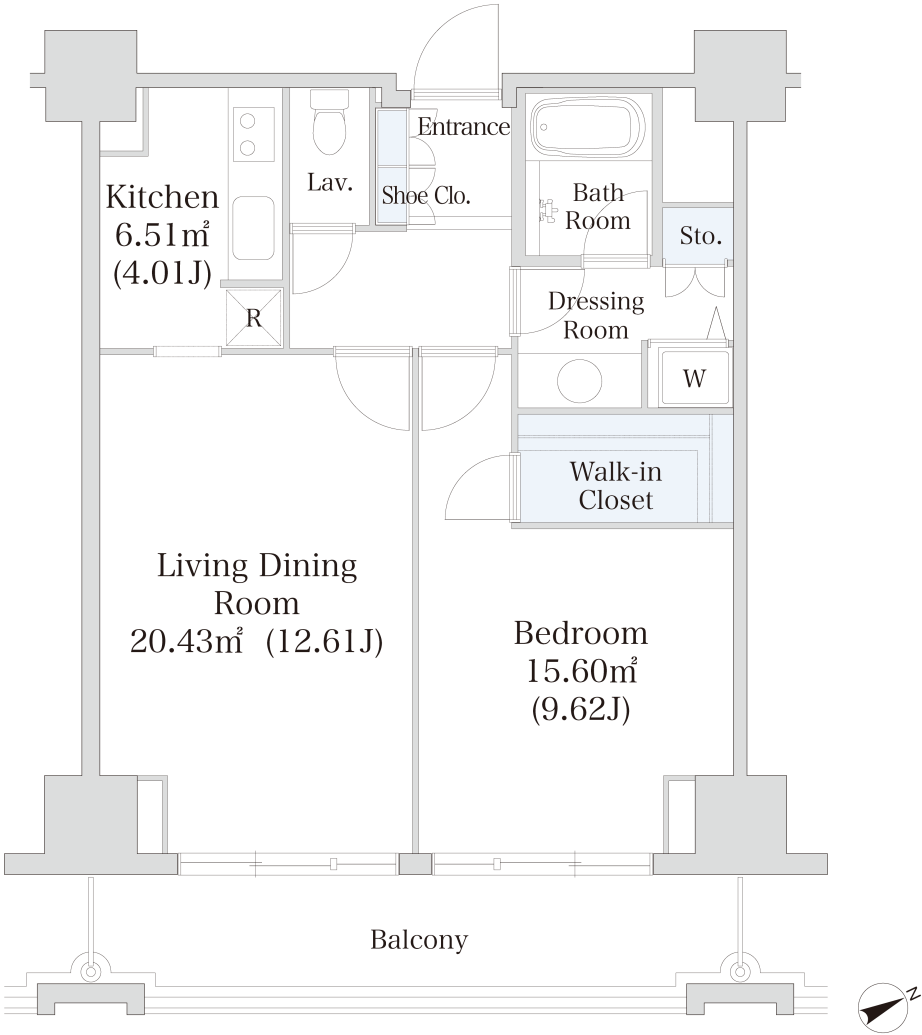 Entrance
Kitchen
6.51㎡
(4.01J)
Lav.
Shoe Clo.
Bath
Room
Sto.
R
Dressing
Room
W
Walk-in
Closet
Living Dining
Room
20.43㎡ (12.61J)
Bedroom
15.60㎡
(9.62J)
Balcony
N